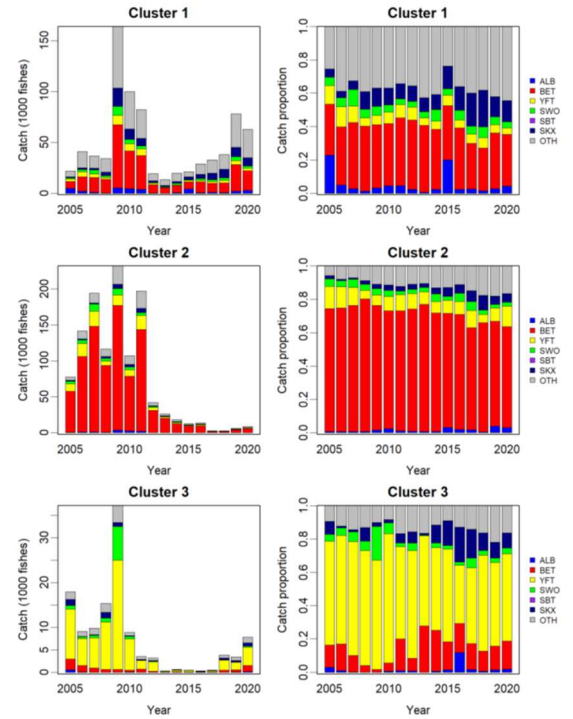 Cluster 1
Catch (1000 fishes)
150
100
50
0
2005 2010 2015 2020
Year
Cluster 1
Catch proportion
1.0
0.8
0.6
0.4
0.2
0.0
2005 2010 2015 2020
Year
ALB
BET
YFT
SWO
SBT
SKX
OTH
Cluster 2
Catch (1000 fishes)
200
150
100
50
0
2005 2010 2015 2020
Year
Cluster 2
Catch proportion
1.0
0.8
0.6
0.4
0.2
0.0
2005 2010 2015 2020
Year
ALB
BET
YFT
SWO
SBT
SKX
OTH
Cluster 3
Catch (1000 fishes)
30
20
10
5
0
2005 2010 2015 2020
Year
Cluster 3
Catch proportion
1.0
0.8
0.6
0.4
0.2
0.0
2005 2010 2015 2020
Year
ALB
BET
YFT
SWO
SBT
SKX
OTH